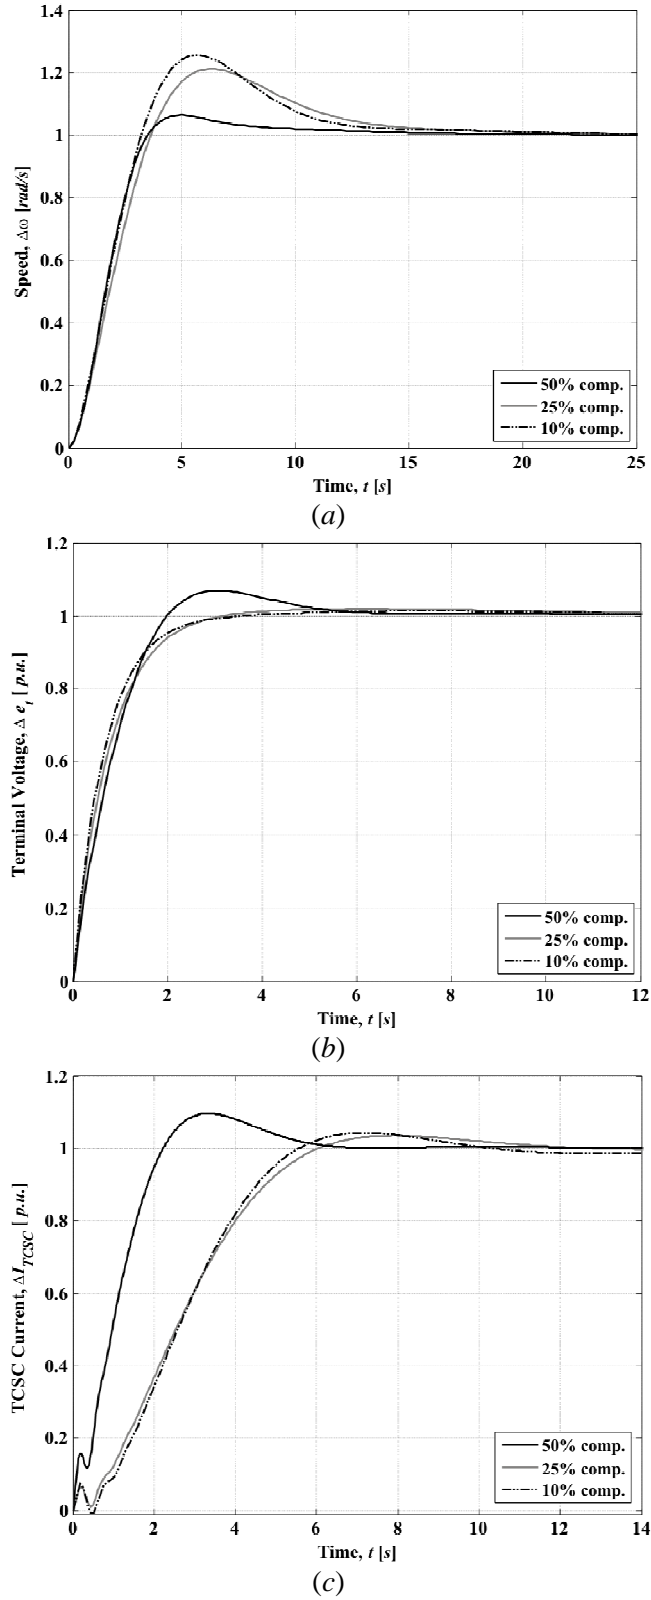 1.4
1.2
1
0.8
0.6
0.4
0.2
0
Speed, Δω [rad/s]
50% comp.
25% comp.
10% comp.
0 5 10 15 20 25
Time, t [s]
(a)
1.2
1
0.8
0.6
0.4
0.2
0
Terminal Voltage, Δ e_t [ p.u.]
50% comp.
25% comp.
10% comp.
0 2 4 6 8 10 12
Time, t [s]
(b)
1.2
1
0.8
0.6
0.4
0.2
0
TCSC Current, ΔI_TCSC [ p.u.]
50% comp.
25% comp.
10% comp.
0 2 4 6 8 10 12 14
Time, t [s]
(c)